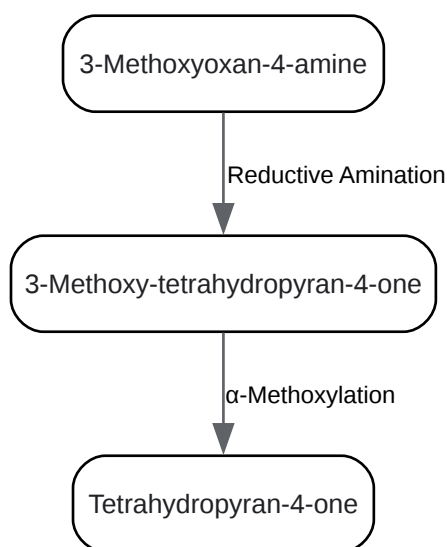 3-Methoxyoxan-4-amine
Reductive Amination
3-Methoxy-tetrahydropyran-4-one
α-Methoxylation
Tetrahydropyran-4-one